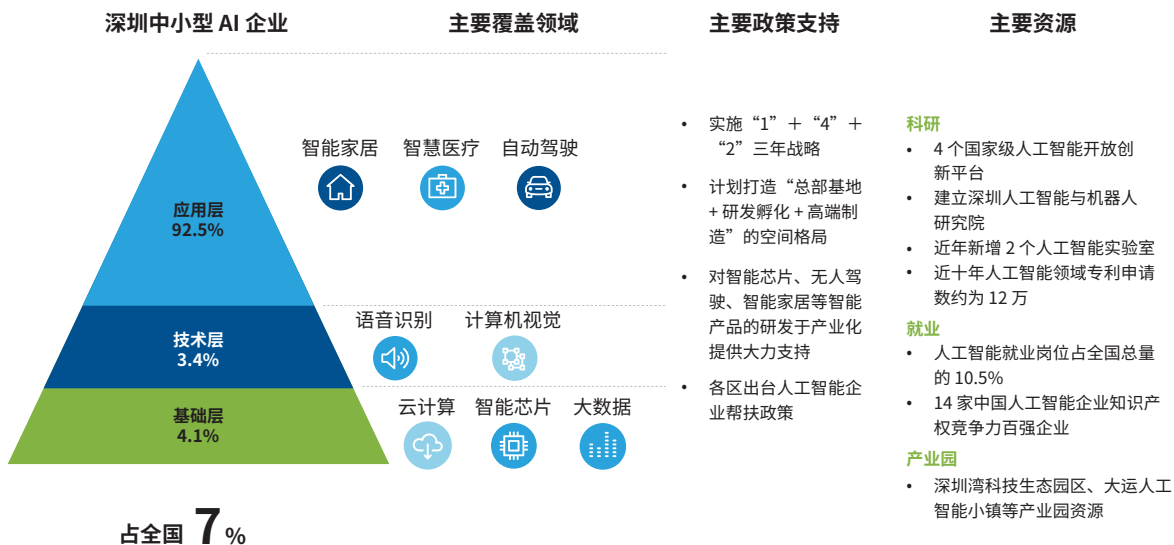 深圳中小型 AI 企业
应用层
92.5%
技术层
3.4%
基础层
4.1%
占全国 7 %
主要覆盖领域
智能家居 智慧医疗 自动驾驶
语音识别 计算机视觉
云计算 智能芯片 大数据
主要政策支持
• 实施“1”＋“4”＋
“2”三年战略
• 计划打造“总部基地
+ 研发孵化 + 高端制
造”的空间格局
• 对智能芯片、无人驾
驶、智能家居等智能
产品的研发于产业化
提供大力支持
• 各区出台人工智能企
业帮扶政策
主要资源
科研
• 4 个国家级人工智能开放创
新平台
• 建立深圳人工智能与机器人
研究院
• 近年新增 2 个人工智能实验室
• 近十年人工智能领域专利申请
数约为 12 万
就业
• 人工智能就业岗位占全国总量
的 10.5%
• 14 家中国人工智能企业知识产
权竞争力百强企业
产业园
• 深圳湾科技生态园区、大运人工
智能小镇等产业园资源